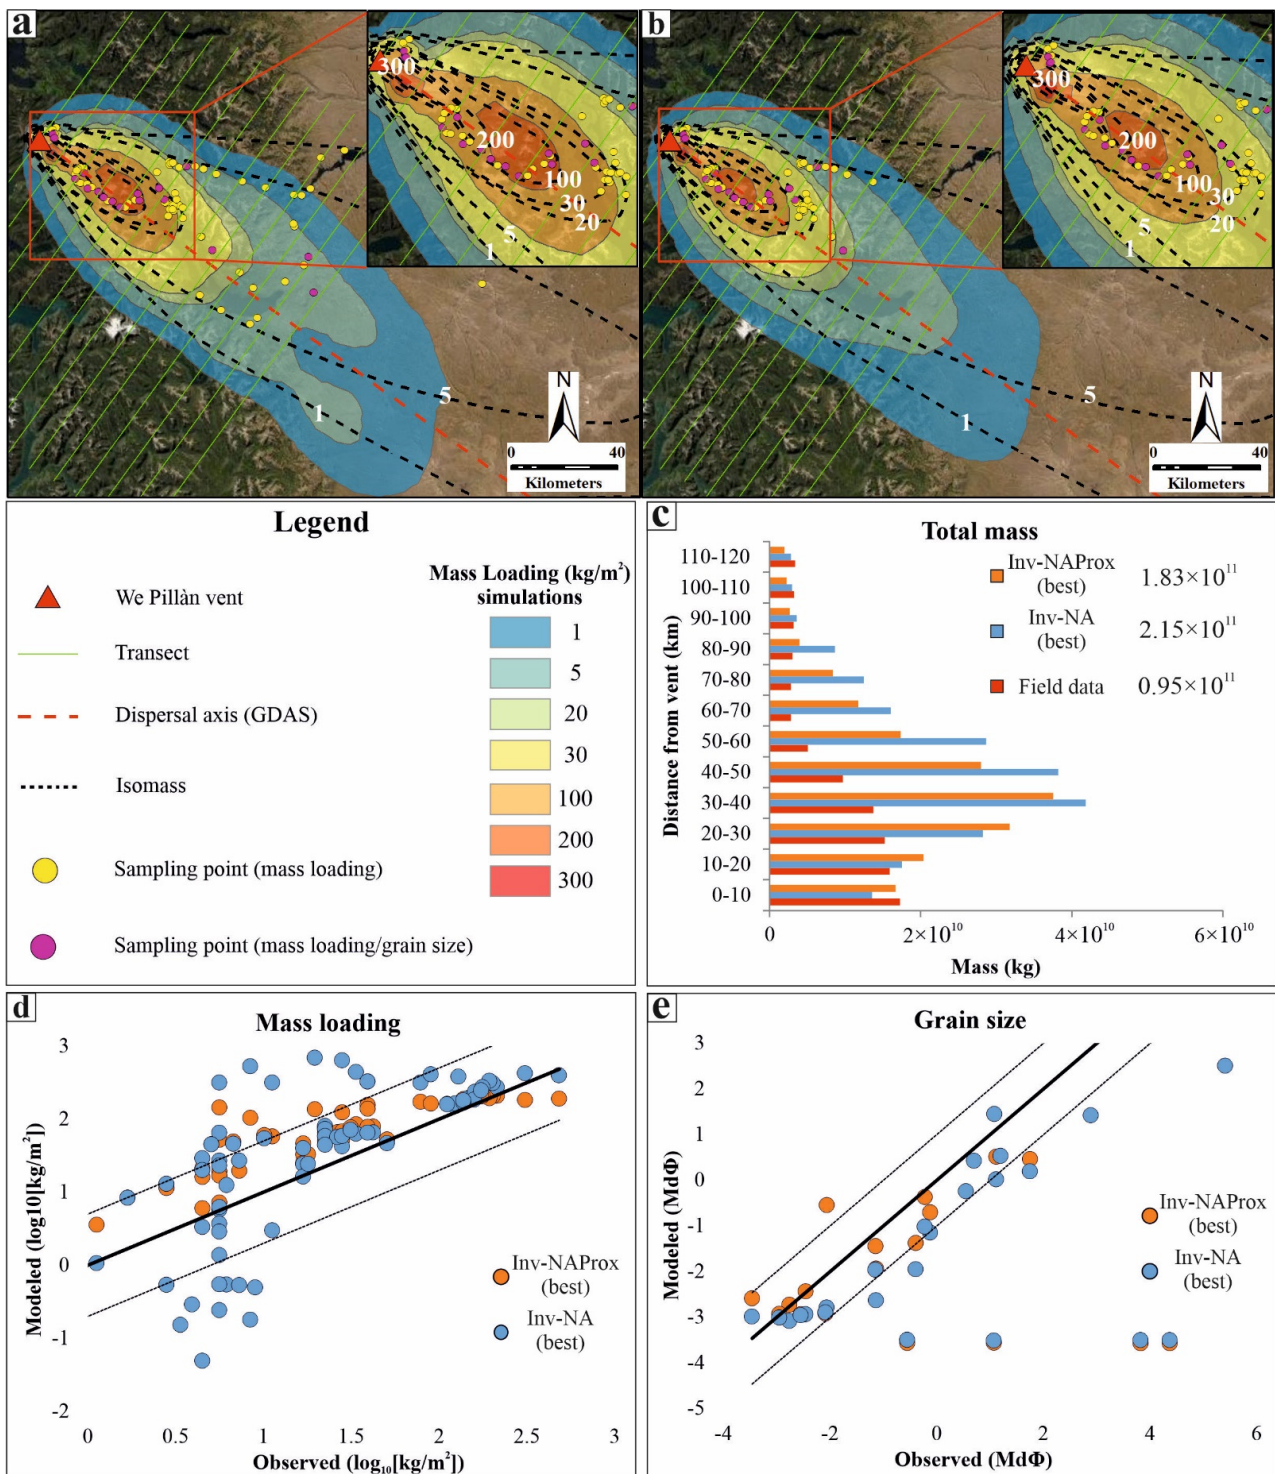 a
300
200
100
30
20
5
1
5
1
N
0 40
Kilometers
b
300
200
100
30
20
5
1
5
1
N
0 40
Kilometers
Legend
We Pillàn vent
Transect
Dispersal axis (GDAS)
Isomass
Sampling point (mass loading)
Sampling point (mass loading/grain size)
Mass Loading (kg/m²)
simulations
1
5
20
30
100
200
300
c
Total mass
Distance from vent (km)
110-120
100-110
90-100
80-90
70-80
60-70
50-60
40-50
30-40
20-30
10-20
0-10
Inv-NAProx
(best)
1.83×10¹¹
Inv-NA
(best)
2.15×10¹¹
Field data
0.95×10¹¹
0 2×10¹⁰ 4×10¹⁰ 6×10¹⁰
Mass (kg)
d
Mass loading
Modeled (log10[kg/m²])
3
2
1
0
-1
-2
Inv-NAProx
(best)
Inv-NA
(best)
0 0.5 1 1.5 2 2.5 3
Observed (log₁₀[kg/m²])
e
Grain size
Modeled (MdΦ)
3
2
1
0
-1
-2
-3
-4
-5
Inv-NAProx
(best)
Inv-NA
(best)
-4 -2 0 2 4 6
Observed (MdΦ)